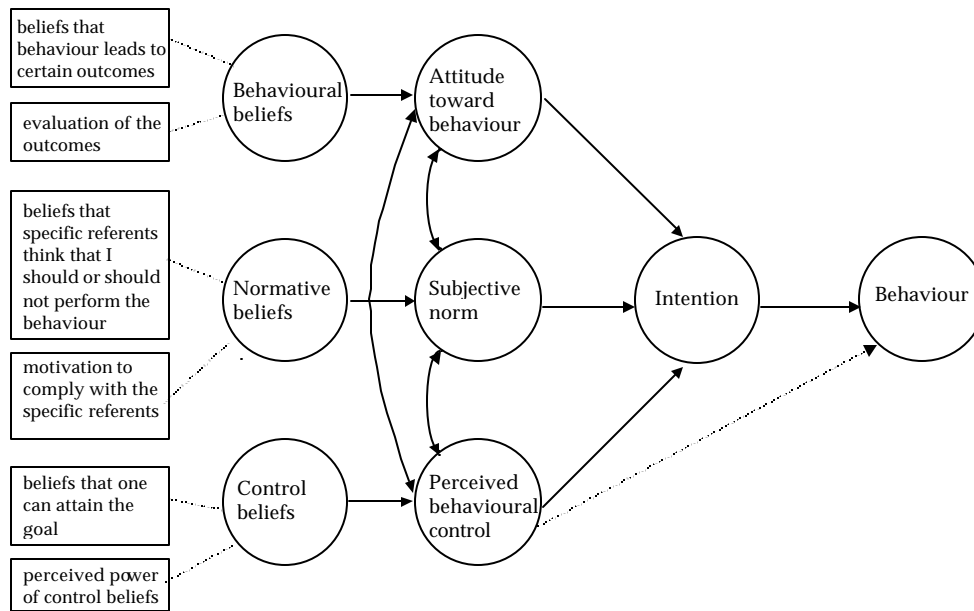 beliefs that
behaviour leads to
certain outcomes
evaluation of the
outcomes
Behavioural
beliefs
Attitude
toward
behaviour
beliefs that
specific referents
think that I
should or should
not perform the
behaviour
motivation to
comply with the
specific referents
Normative
beliefs
Subjective
norm
Intention
Behaviour
beliefs that one
can attain the
goal
perceived power
of control beliefs
Control
beliefs
Perceived
behavioural
control